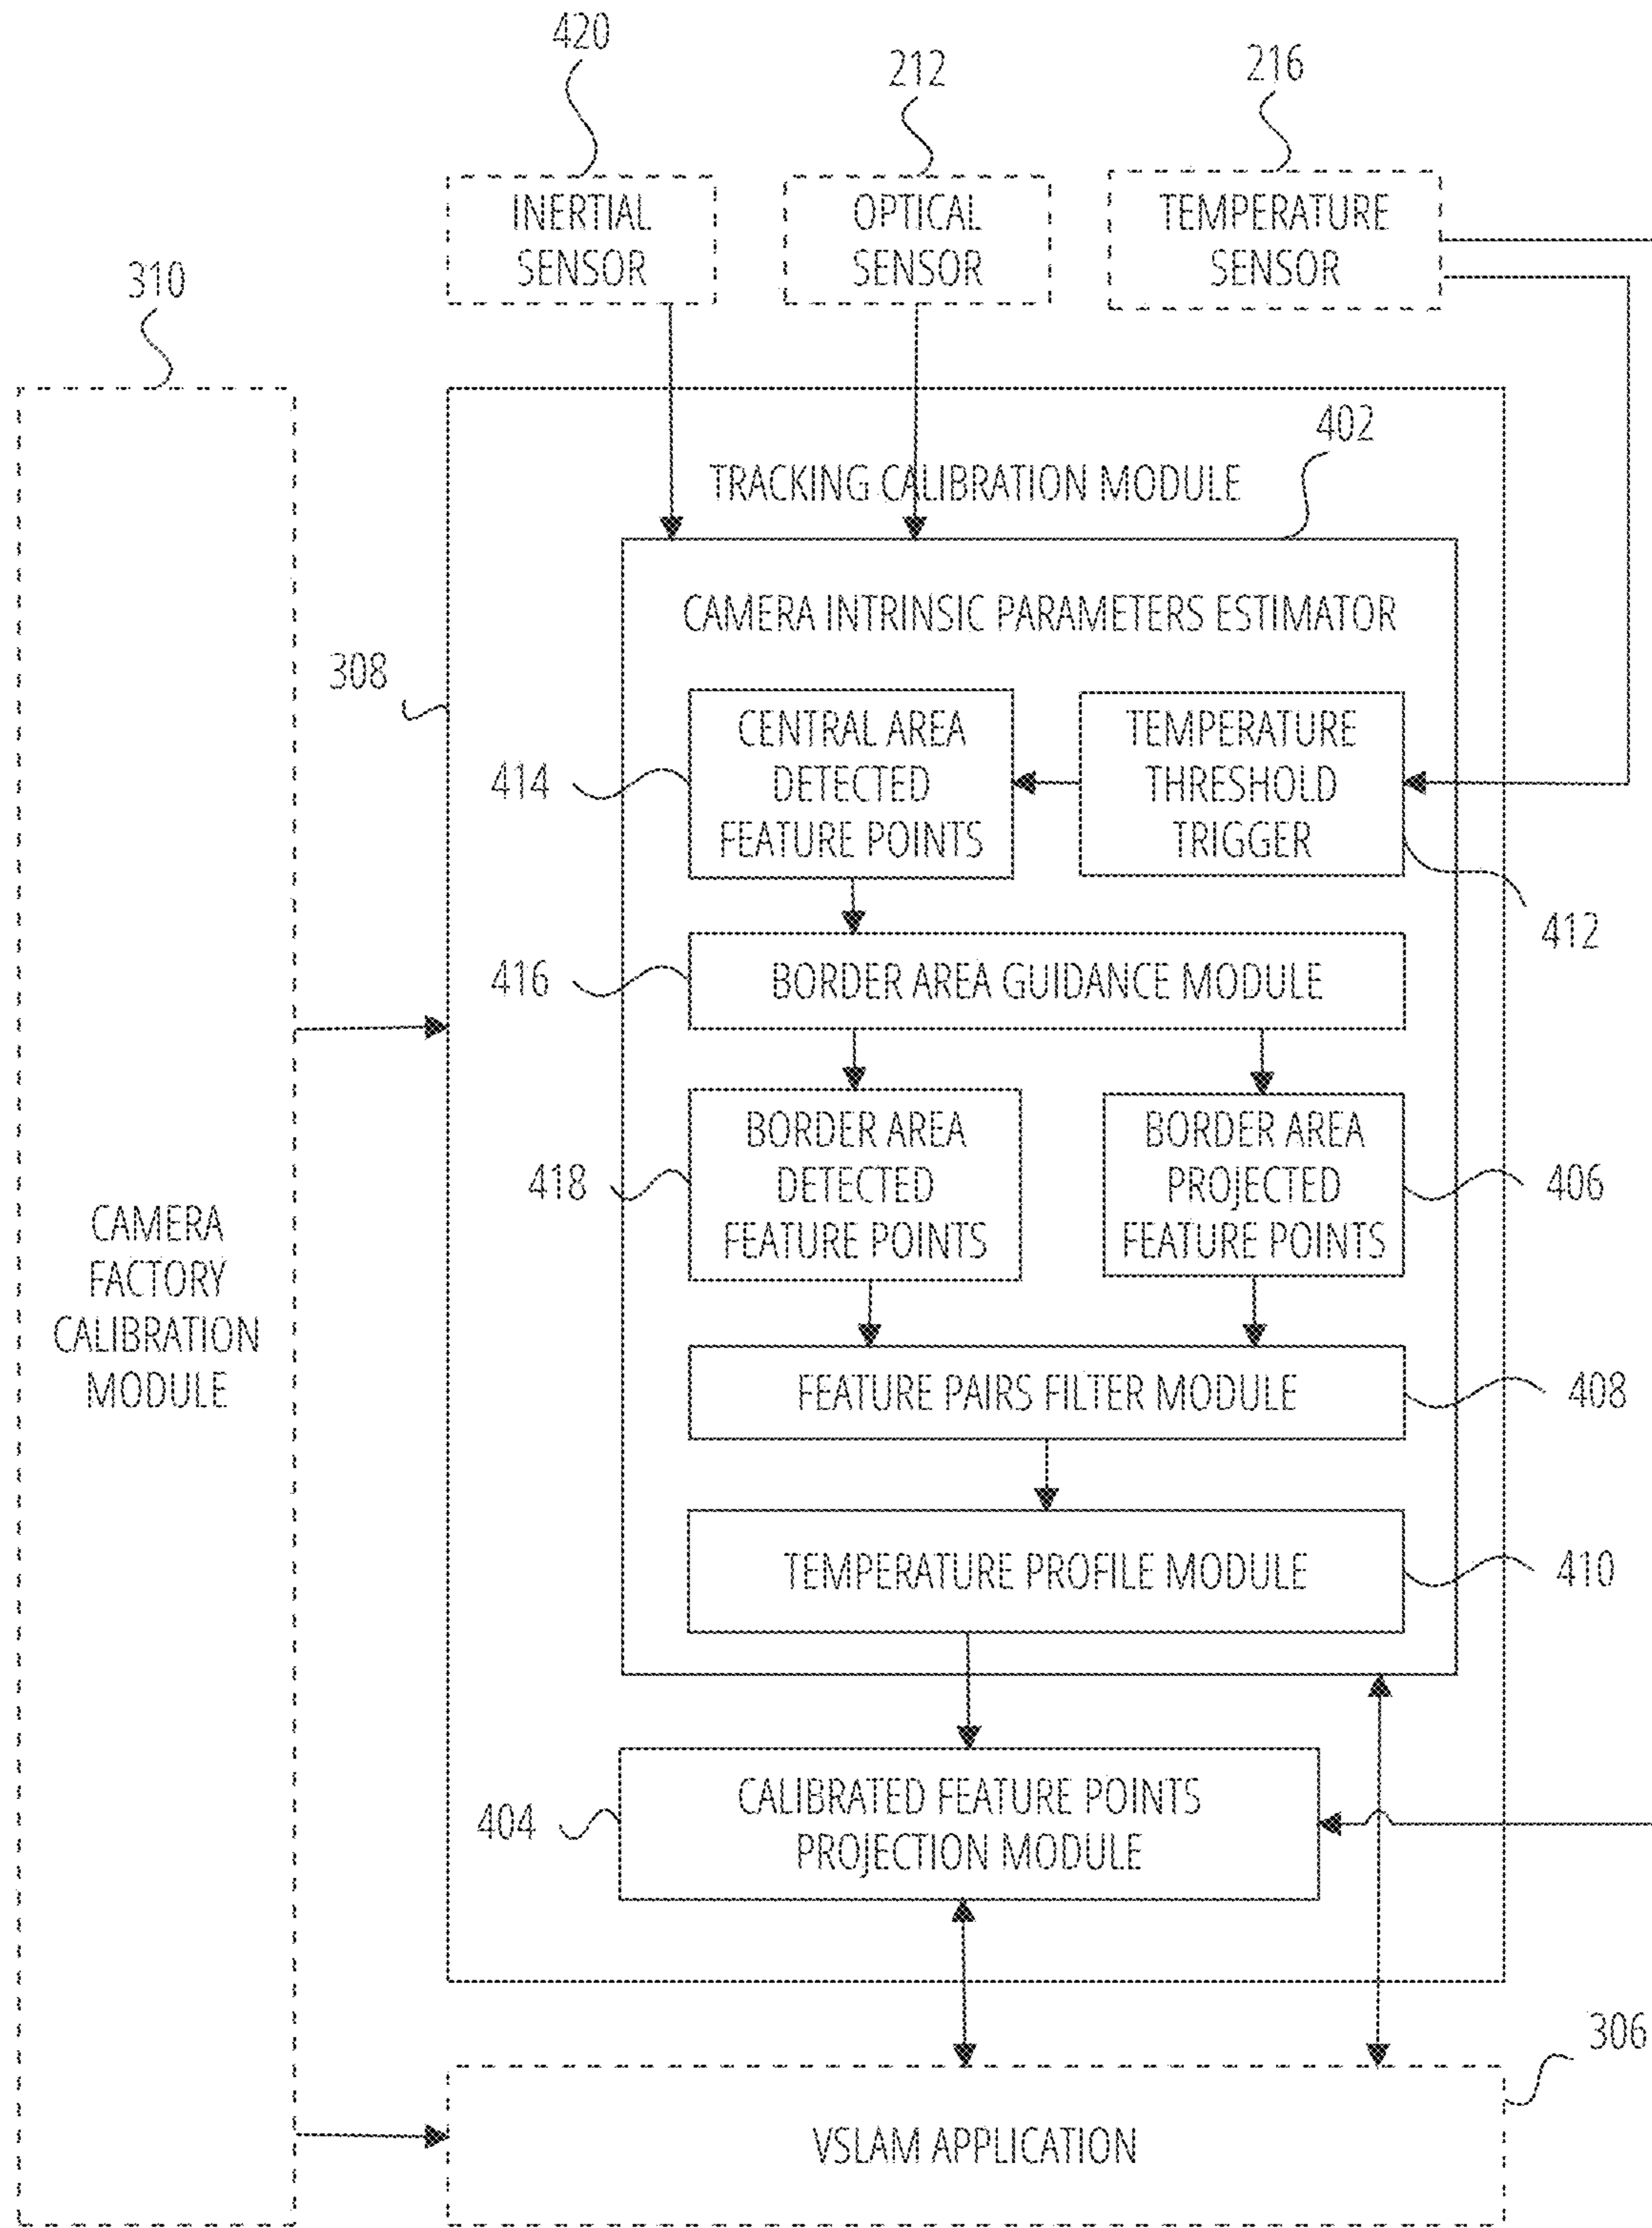 420
212
216
INERTIAL
SENSOR
OPTICAL
SENSOR
TEMPERATURE
SENSOR
310
402
TRACKING CALIBRATION MODULE
CAMERA INTRINSIC PARAMETERS ESTIMATOR
308
CENTRAL AREA
DETECTED
FEATURE POINTS
TEMPERATURE
THRESHOLD
TRIGGER
414
412
416
BORDER AREA GUIDANCE MODULE
BORDER AREA
DETECTED
FEATURE POINTS
BORDER AREA
PROJECTED
FEATURE POINTS
418
406
CAMERA
FACTORY
CALIBRATION
MODULE
FEATURE PAIRS FILTER MODULE
408
TEMPERATURE PROFILE MODULE
410
CALIBRATED FEATURE POINTS
PROJECTION MODULE
404
306
VSLAM APPLICATION